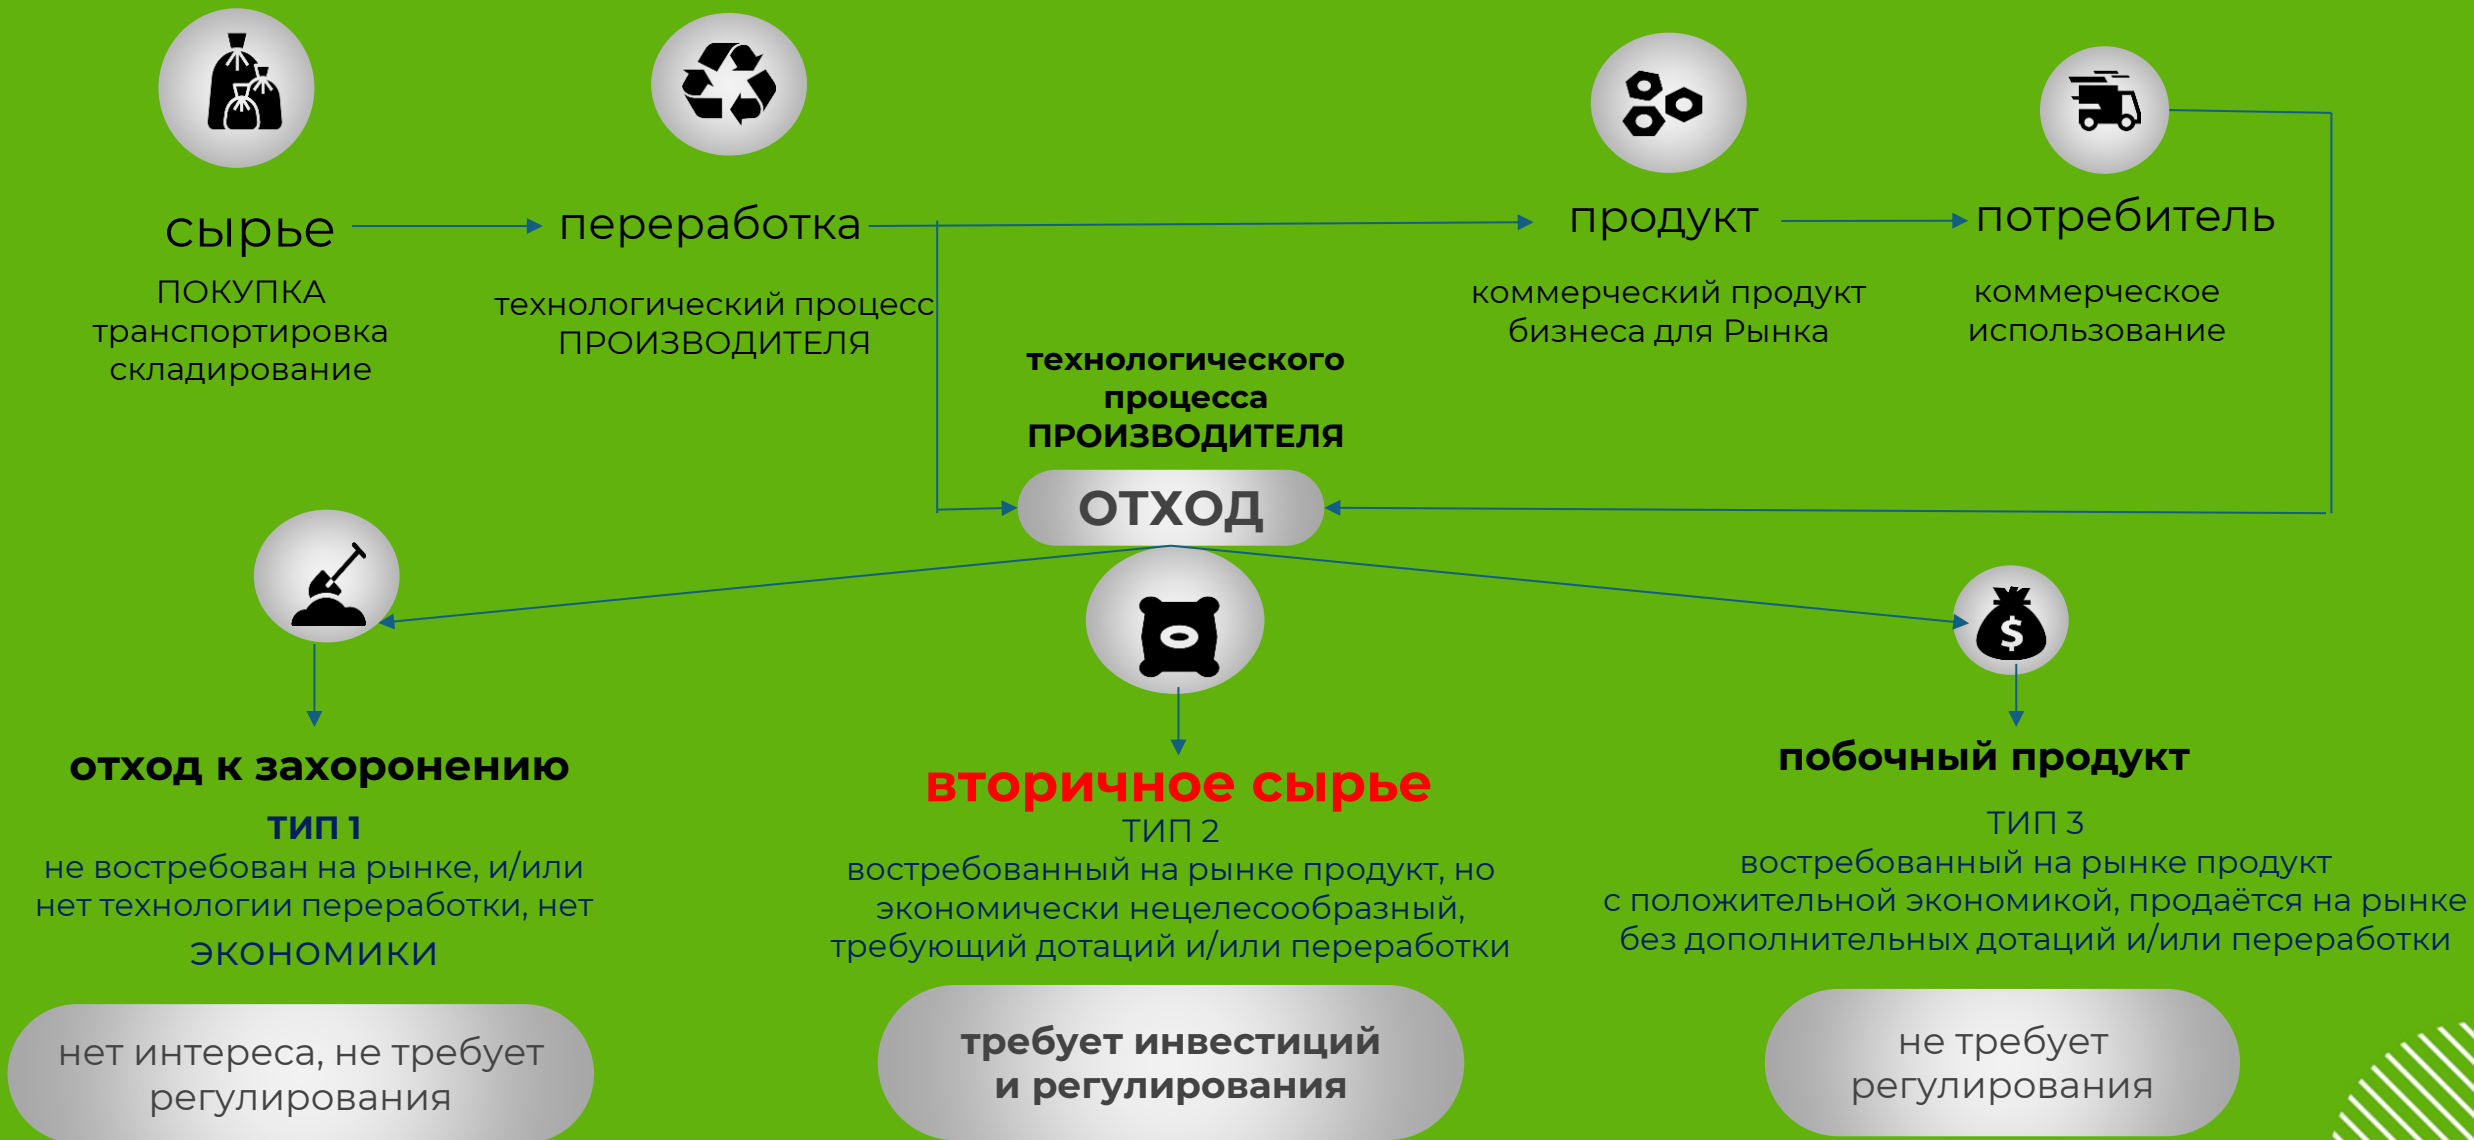 сырье
ПОКУПКА
транспортировка
складирование
переработка
технологический процесс
ПРОИЗВОДИТЕЛЯ
продукт
коммерческий продукт
бизнеса для Рынка
потребитель
коммерческое
использование
технологического
процесса
ПРОИЗВОДИТЕЛЯ
ОТХОД
отход к захоронению
ТИП 1
не востребован на рынке, и/или
нет технологии переработки, нет
экономики
нет интереса, не требует
регулирования
вторичное сырье
ТИП 2
востребованный на рынке продукт, но
экономически нецелесообразный,
требующий дотаций и/или переработки
требует инвестиций
и регулирования
побочный продукт
ТИП 3
востребованный на рынке продукт
с положительной экономикой, продаётся на рынке
без дополнительных дотаций и/или переработки
не требует
регулирования
$